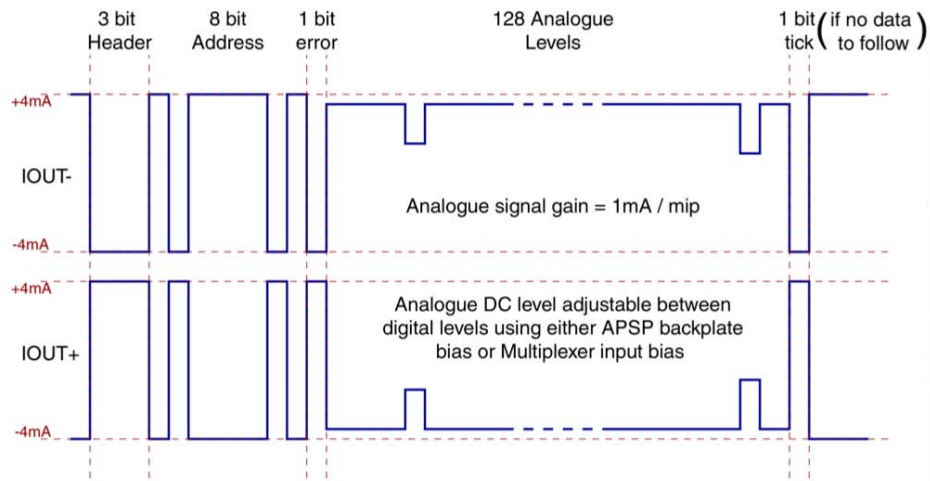 3 bit
Header
8 bit
Address
1 bit
error
128 Analogue
Levels
1 bit
tick
(if no data
to follow)
+4mA
IOUT-
-4mA
Analogue signal gain = 1mA / mip
+4mA
IOUT+
-4mA
Analogue DC level adjustable between
digital levels using either APSP backplate
bias or Multiplexer input bias